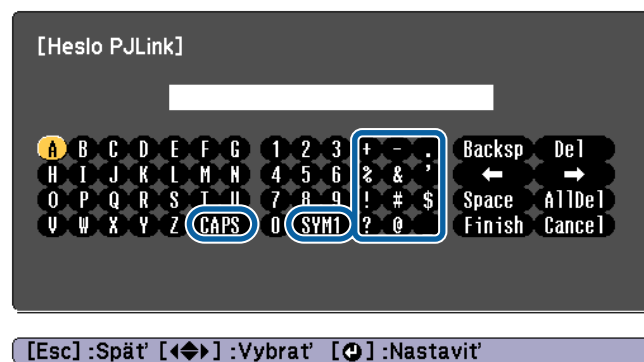 [Heslo PJLink]
A B C D E F G 1 2 3 + - . Backsp Del
H I J K L M N 4 5 6 % & ' ← →
O P Q R S T U 7 8 9 ! # $ Space AllDel
V W X Y Z CAPS 0 SYM1 ? @ _ Finish Cancel
[Esc] :Späť [◀◆▶] :Vybrať [↵] :Nastaviť